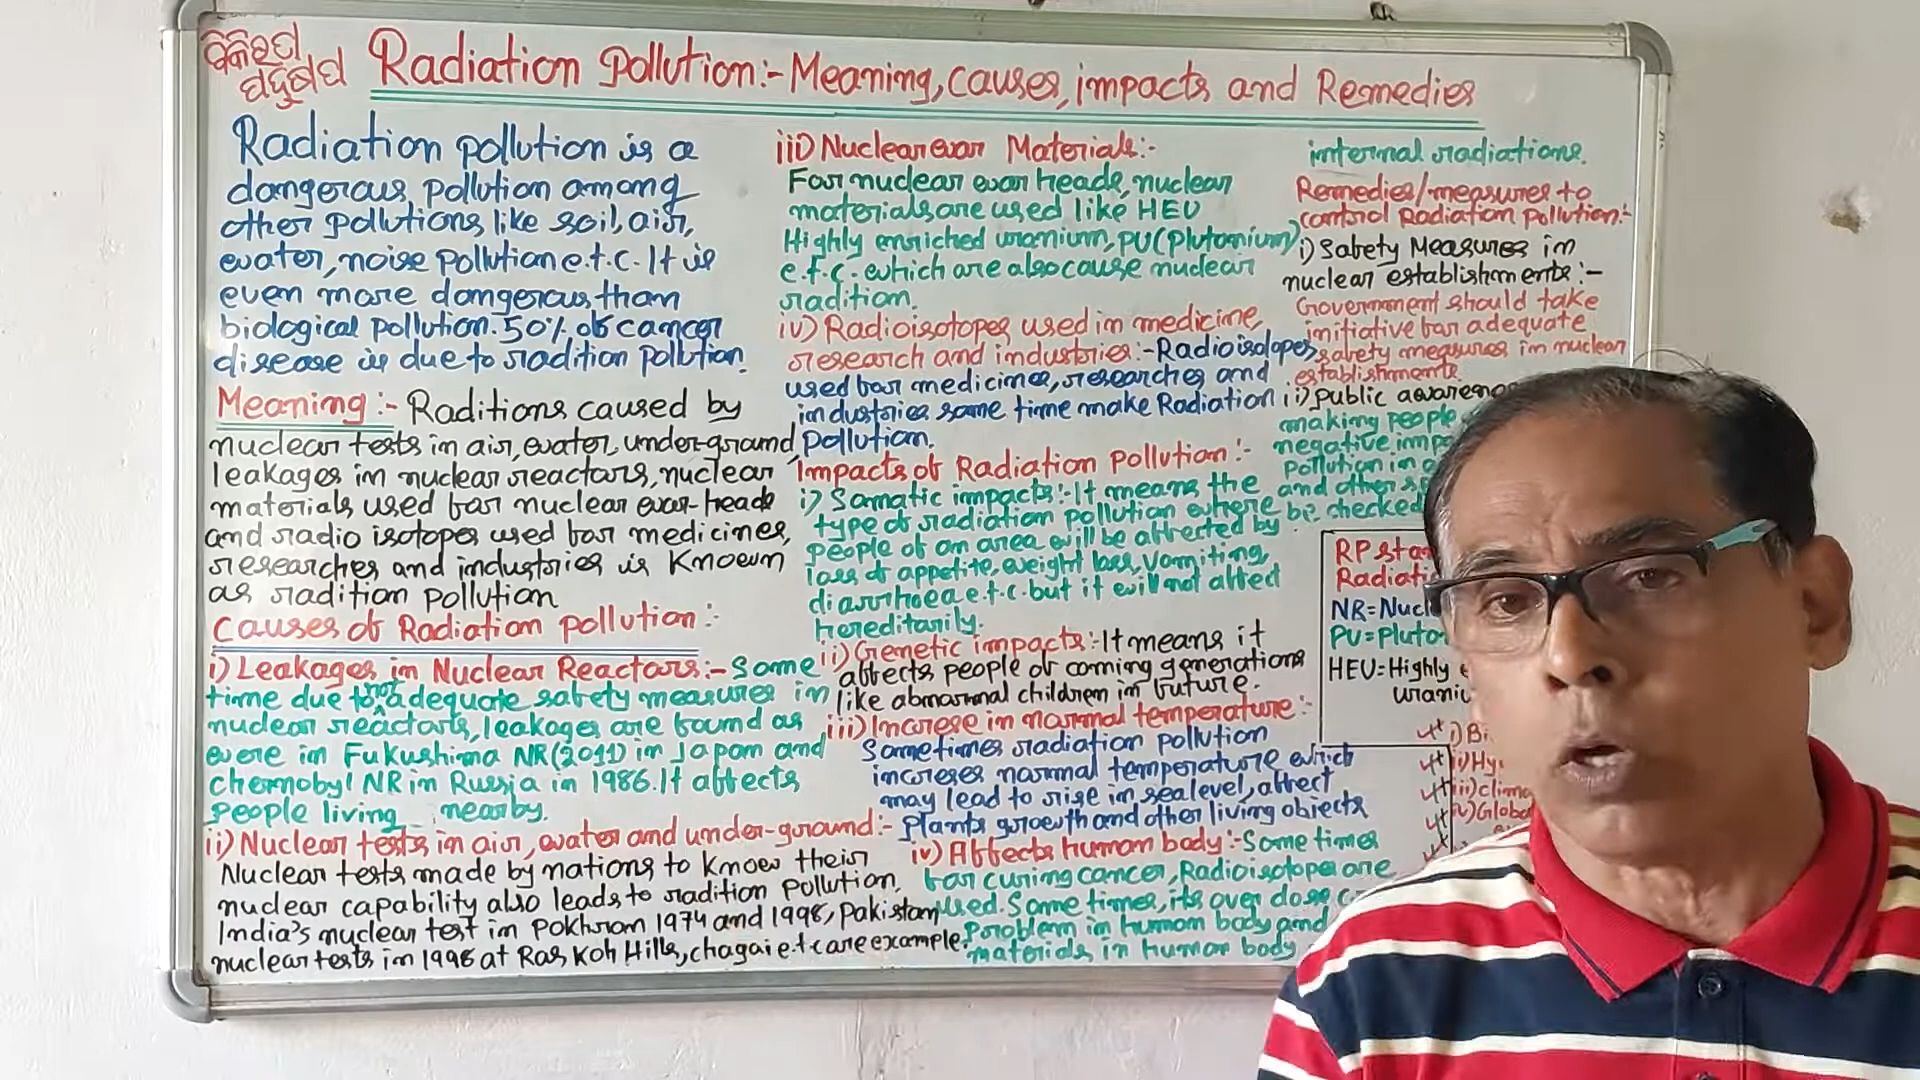 ବିକିରଣ
ପ୍ରଦୂଷଣ
Radiation Pollution:- Meaning, causes, impacts and Remedies
Radiation pollution is a
dangerous pollution among
other pollutions like soil, air,
water, noise pollution e.t.c. It is
even more dangerous than
biological pollution. 50% of cancer
disease is due to radition pollution.
Meaning :- Raditions caused by
nuclear tests in air, water, under-ground,
leakages in nuclear reactors, nuclear
materials used for nuclear war-heads
and radio isotopes used for medicines,
researches and industries is known
as radition pollution
Causes of Radiation pollution :-
i) Leakages in Nuclear Reactors:- Some
time due to not adequate safety measures in
nuclear reactors, leakages are found as
were in Fukushima NR (2011) in Japan and
chernobyl NR in Russia in 1986. It affects
people living nearby.
ii) Nuclear tests in air, water and under-ground:-
Nuclear tests made by nations to know their
nuclear capability also leads to radition pollution.
India's nuclear test in Pokhran 1974 and 1998, Pakistan
nuclear tests in 1998 at Ras Koh Hills, chagai e.t.c are example.
iii) Nuclear war Materials:-
For nuclear war heads, nuclear
materials are used like HEU
Highly enriched uranium, PU (Plutonium)
e.t.c. which are also cause nuclear
radition.
iv) Radioisotopes used in medicine,
research and industries:- Radioisotopes
used for medicines, researches and
industries some time make Radiation
Pollution.
Impacts of Radiation Pollution :-
i) Somatic impacts:- It means the
type of radiation pollution where
people of an area will be affected by
loss of appetite, weight loss, vomiting,
diarrhoea e.t.c. but it will not affect
hereditarily.
ii) Genetic impacts:- It means it
affects people of coming generations
like abnormal children in future.
iii) Increse in normal temperature:-
Sometimes radiation pollution
increses normal temperature which
may lead to rise in sealevel, affect
plants growth and other living objects
iv) Affects human body:- Some times
for curing cancer, Radioisotope are
used. Some times, its over dose
problem in human body and
materials in human body
internal radiations.
Remedies/measures to
control Radiation Pollution:-
i) Safety Measures in
nuclear establishments:-
Government should take
initiative for adequate
safety measures in nuclear
establishments
ii) Public
making people
negative
Pollution in
and other
be checked
RP
NR=
PU=
HEU=Highly
i)
ii)
iii)
iv)